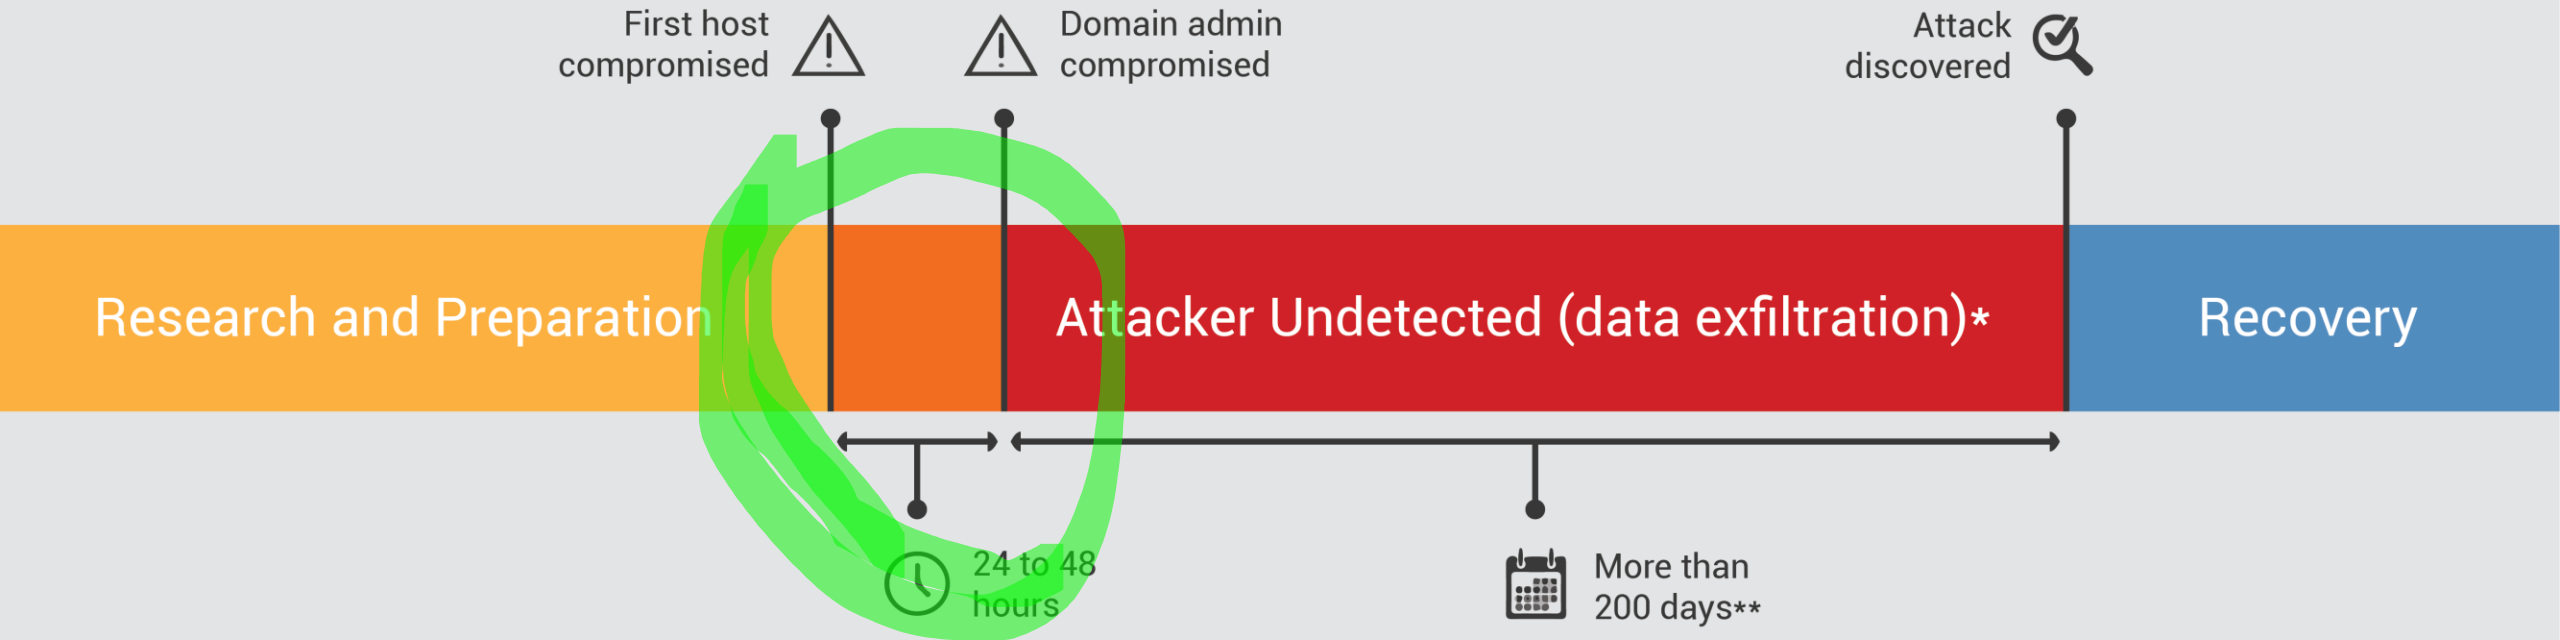 First host
compromised
Domain admin
compromised
Attack
discovered
Research and Preparation
Attacker Undetected (data exfiltration)*
Recovery
24 to 48
hours
More than
200 days**